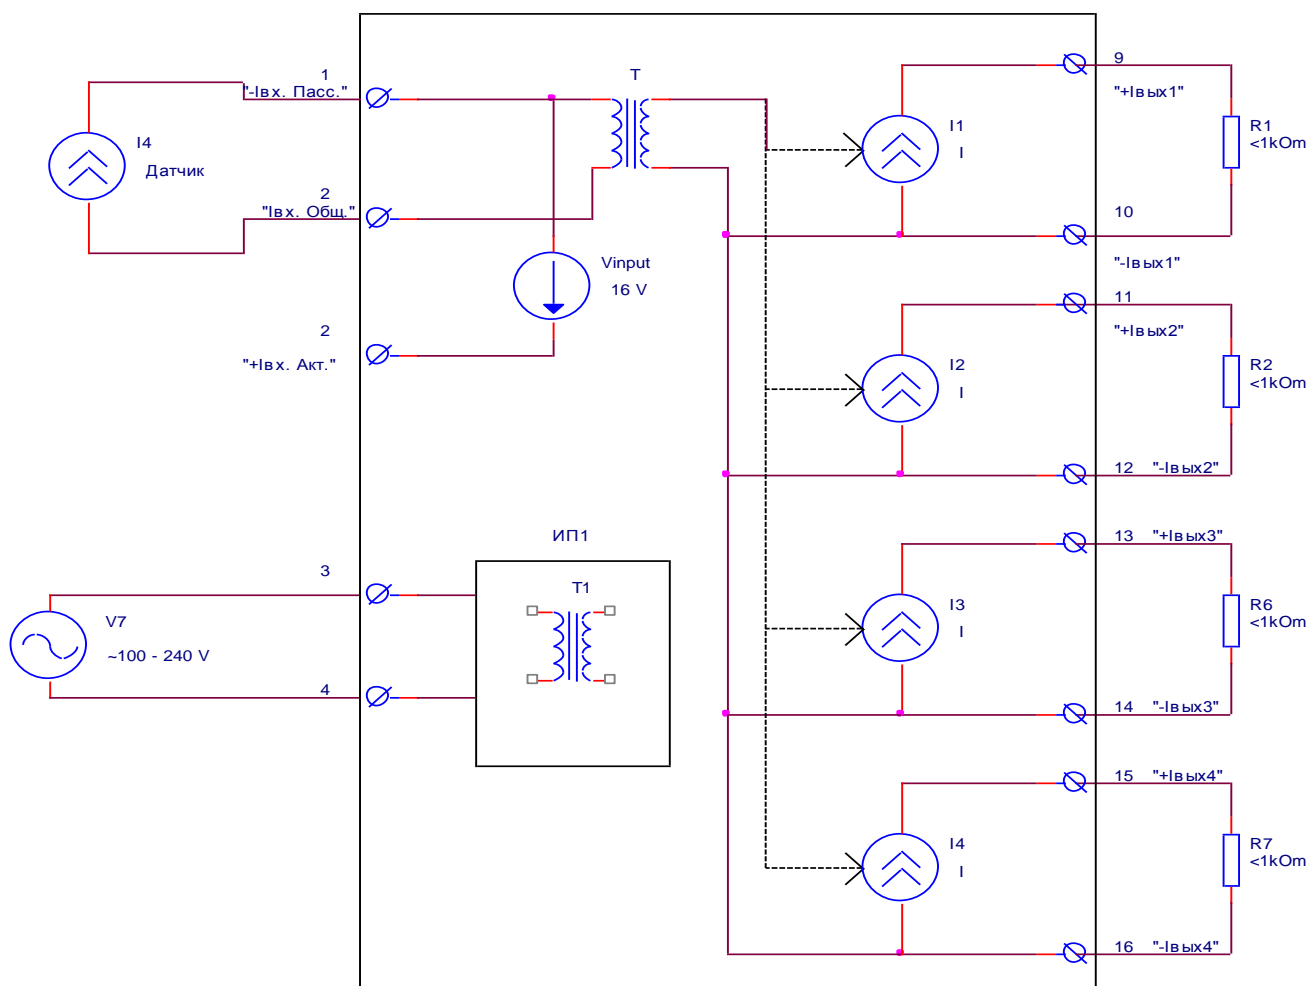 1
"-Iвх. Пасс."
I4
Датчик
2
"Iвх. Общ."
2
"+Iвх. Акт."
T
Vinput
16 V
3
V7
~100 - 240 V
4
ИП1
T1
I1
I
9
"+Iвых1"
R1
<1kOm
10
"-Iвых1"
I2
I
11
"+Iвых2"
R2
<1kOm
12 "-Iвых2"
I3
I
13 "+Iвых3"
R6
<1kOm
14 "-Iвых3"
I4
I
15 "+Iвых4"
R7
<1kOm
16 "-Iвых4"